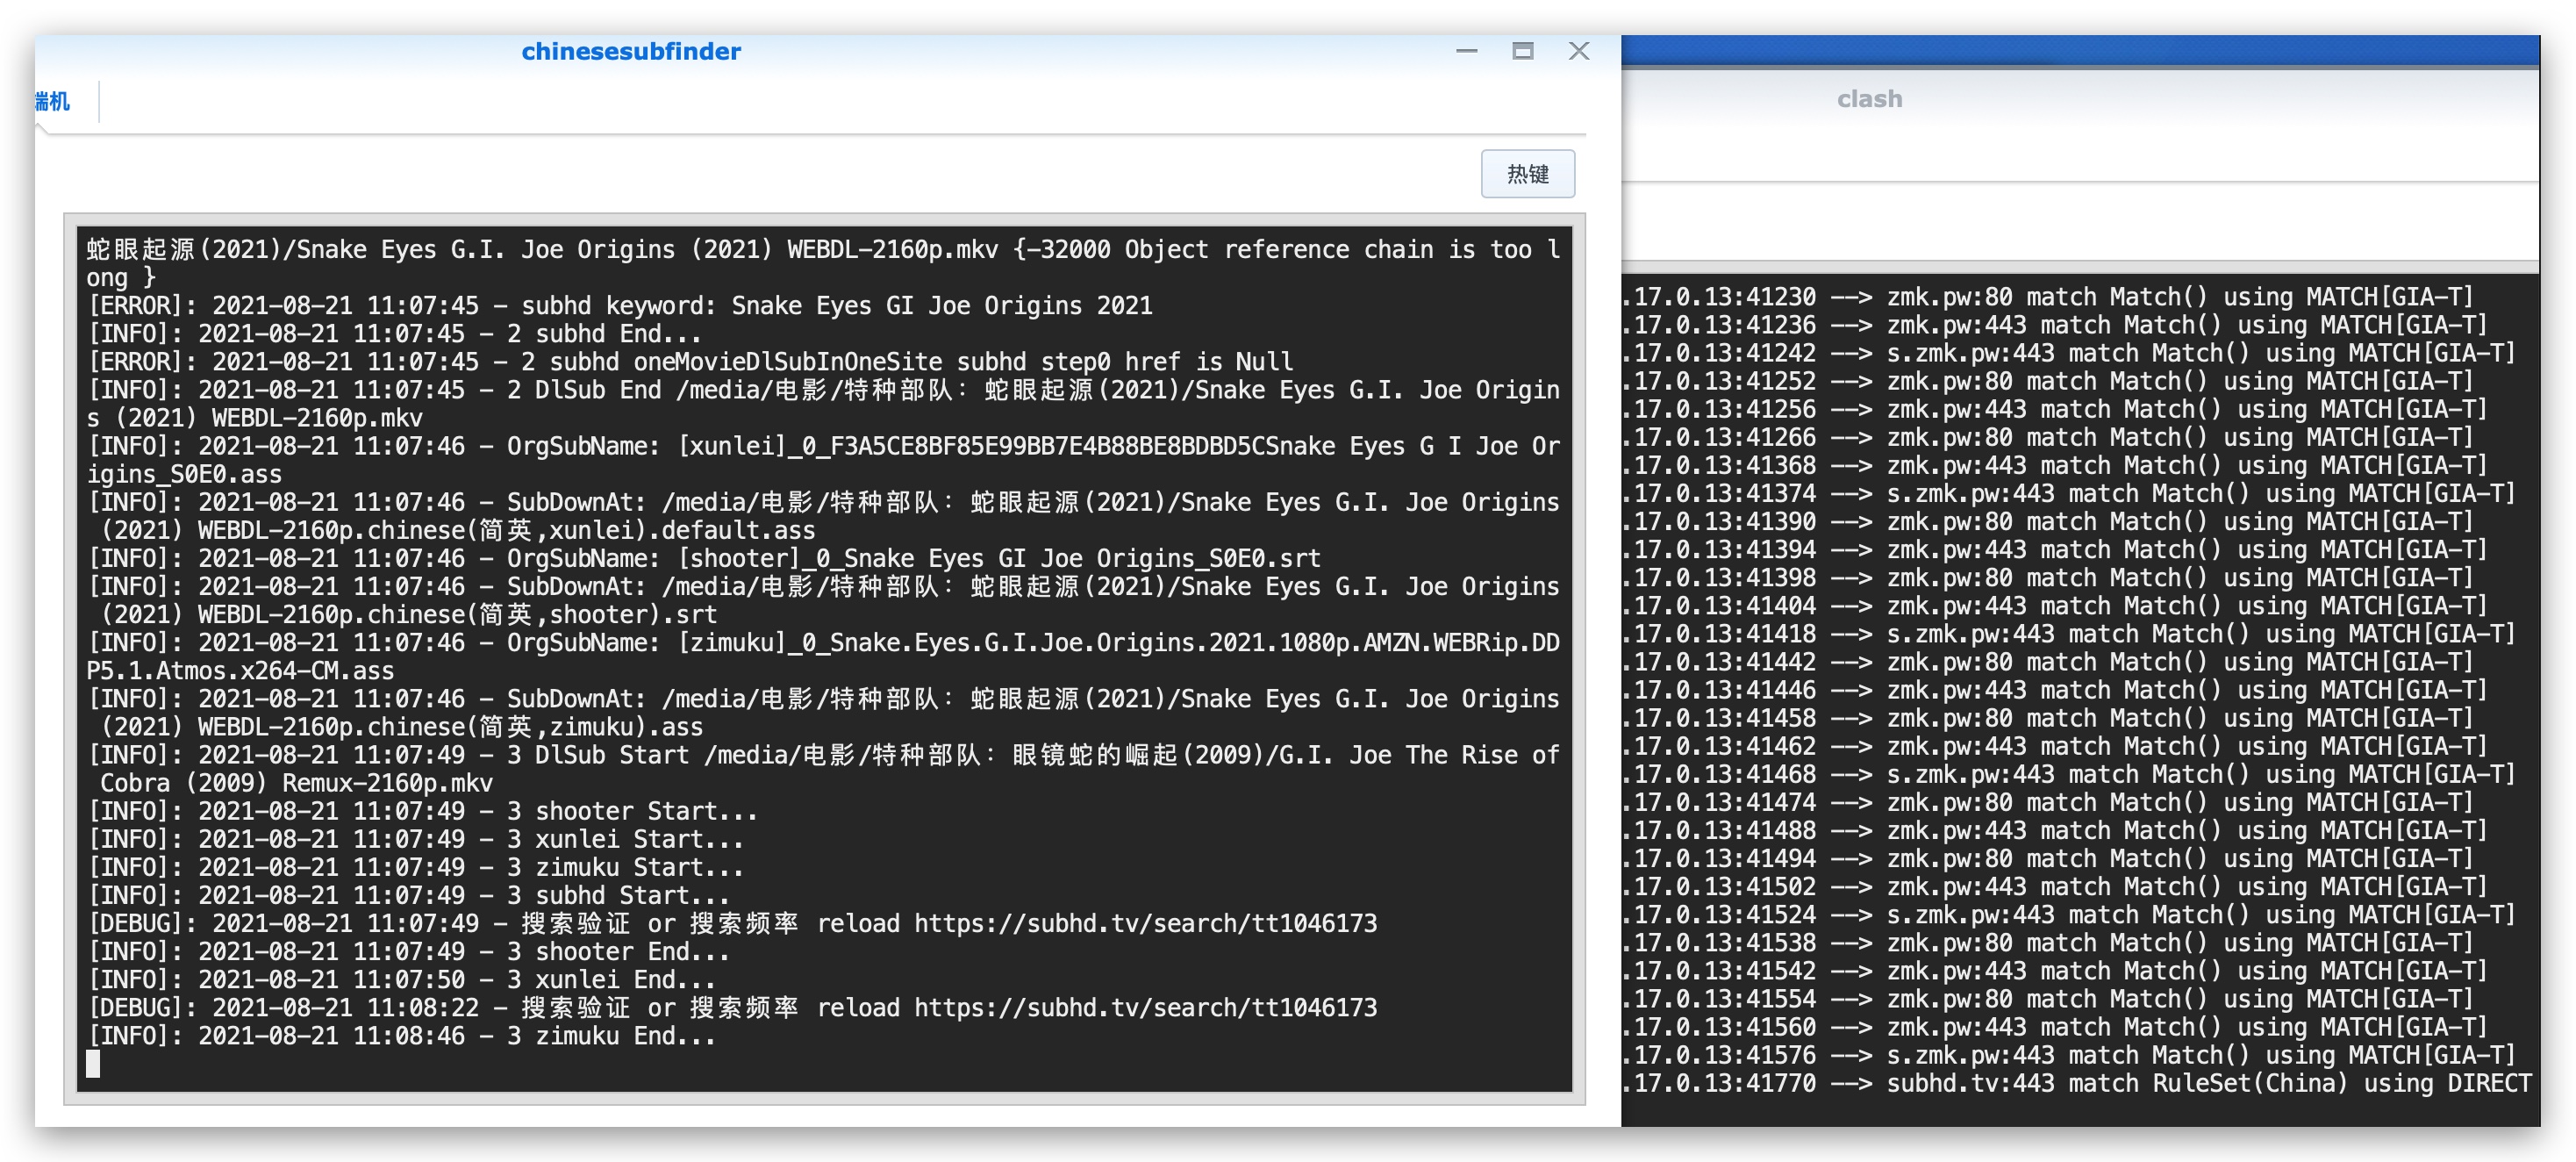 chinesesubfinder
端机
热键
蛇眼起源(2021)/Snake Eyes G.I. Joe Origins (2021) WEBDL-2160p.mkv {-32000 Object reference chain is too l
ong }
[ERROR]: 2021-08-21 11:07:45 - subhd keyword: Snake Eyes GI Joe Origins 2021
[INFO]: 2021-08-21 11:07:45 - 2 subhd End...
[ERROR]: 2021-08-21 11:07:45 - 2 subhd oneMovieDlSubInOneSite subhd step0 href is Null
[INFO]: 2021-08-21 11:07:45 - 2 DlSub End /media/电影/特种部队：蛇眼起源(2021)/Snake Eyes G.I. Joe Origin
s (2021) WEBDL-2160p.mkv
[INFO]: 2021-08-21 11:07:46 - OrgSubName: [xunlei]_0_F3A5CE8BF85E99BB7E4B88BE8BDBD5CSnake Eyes G I Joe Or
igins_S0E0.ass
[INFO]: 2021-08-21 11:07:46 - SubDownAt: /media/电影/特种部队：蛇眼起源(2021)/Snake Eyes G.I. Joe Origins
(2021) WEBDL-2160p.chinese(简英,xunlei).default.ass
[INFO]: 2021-08-21 11:07:46 - OrgSubName: [shooter]_0_Snake Eyes GI Joe Origins_S0E0.srt
[INFO]: 2021-08-21 11:07:46 - SubDownAt: /media/电影/特种部队：蛇眼起源(2021)/Snake Eyes G.I. Joe Origins
(2021) WEBDL-2160p.chinese(简英,shooter).srt
[INFO]: 2021-08-21 11:07:46 - OrgSubName: [zimuku]_0_Snake.Eyes.G.I.Joe.Origins.2021.1080p.AMZN.WEBRip.DD
P5.1.Atmos.x264-CM.ass
[INFO]: 2021-08-21 11:07:46 - SubDownAt: /media/电影/特种部队：蛇眼起源(2021)/Snake Eyes G.I. Joe Origins
(2021) WEBDL-2160p.chinese(简英,zimuku).ass
[INFO]: 2021-08-21 11:07:49 - 3 DlSub Start /media/电影/特种部队：眼镜蛇的崛起(2009)/G.I. Joe The Rise of
Cobra (2009) Remux-2160p.mkv
[INFO]: 2021-08-21 11:07:49 - 3 shooter Start...
[INFO]: 2021-08-21 11:07:49 - 3 xunlei Start...
[INFO]: 2021-08-21 11:07:49 - 3 zimuku Start...
[INFO]: 2021-08-21 11:07:49 - 3 subhd Start...
[DEBUG]: 2021-08-21 11:07:49 - 搜索验证 or 搜索频率 reload https://subhd.tv/search/tt1046173
[INFO]: 2021-08-21 11:07:49 - 3 shooter End...
[INFO]: 2021-08-21 11:07:50 - 3 xunlei End...
[DEBUG]: 2021-08-21 11:08:22 - 搜索验证 or 搜索频率 reload https://subhd.tv/search/tt1046173
[INFO]: 2021-08-21 11:08:46 - 3 zimuku End...
clash
.17.0.13:41230 --> zmk.pw:80 match Match() using MATCH[GIA-T]
.17.0.13:41236 --> zmk.pw:443 match Match() using MATCH[GIA-T]
.17.0.13:41242 --> s.zmk.pw:443 match Match() using MATCH[GIA-T]
.17.0.13:41252 --> zmk.pw:80 match Match() using MATCH[GIA-T]
.17.0.13:41256 --> zmk.pw:443 match Match() using MATCH[GIA-T]
.17.0.13:41266 --> zmk.pw:80 match Match() using MATCH[GIA-T]
.17.0.13:41368 --> zmk.pw:443 match Match() using MATCH[GIA-T]
.17.0.13:41374 --> s.zmk.pw:443 match Match() using MATCH[GIA-T]
.17.0.13:41390 --> zmk.pw:80 match Match() using MATCH[GIA-T]
.17.0.13:41394 --> zmk.pw:443 match Match() using MATCH[GIA-T]
.17.0.13:41398 --> zmk.pw:80 match Match() using MATCH[GIA-T]
.17.0.13:41404 --> zmk.pw:443 match Match() using MATCH[GIA-T]
.17.0.13:41418 --> s.zmk.pw:443 match Match() using MATCH[GIA-T]
.17.0.13:41442 --> zmk.pw:80 match Match() using MATCH[GIA-T]
.17.0.13:41446 --> zmk.pw:443 match Match() using MATCH[GIA-T]
.17.0.13:41458 --> zmk.pw:80 match Match() using MATCH[GIA-T]
.17.0.13:41462 --> zmk.pw:443 match Match() using MATCH[GIA-T]
.17.0.13:41468 --> s.zmk.pw:443 match Match() using MATCH[GIA-T]
.17.0.13:41474 --> zmk.pw:80 match Match() using MATCH[GIA-T]
.17.0.13:41488 --> zmk.pw:443 match Match() using MATCH[GIA-T]
.17.0.13:41494 --> zmk.pw:80 match Match() using MATCH[GIA-T]
.17.0.13:41502 --> zmk.pw:443 match Match() using MATCH[GIA-T]
.17.0.13:41524 --> s.zmk.pw:443 match Match() using MATCH[GIA-T]
.17.0.13:41538 --> zmk.pw:80 match Match() using MATCH[GIA-T]
.17.0.13:41542 --> zmk.pw:443 match Match() using MATCH[GIA-T]
.17.0.13:41554 --> zmk.pw:80 match Match() using MATCH[GIA-T]
.17.0.13:41560 --> zmk.pw:443 match Match() using MATCH[GIA-T]
.17.0.13:41576 --> s.zmk.pw:443 match Match() using MATCH[GIA-T]
.17.0.13:41770 --> subhd.tv:443 match RuleSet(China) using DIRECT